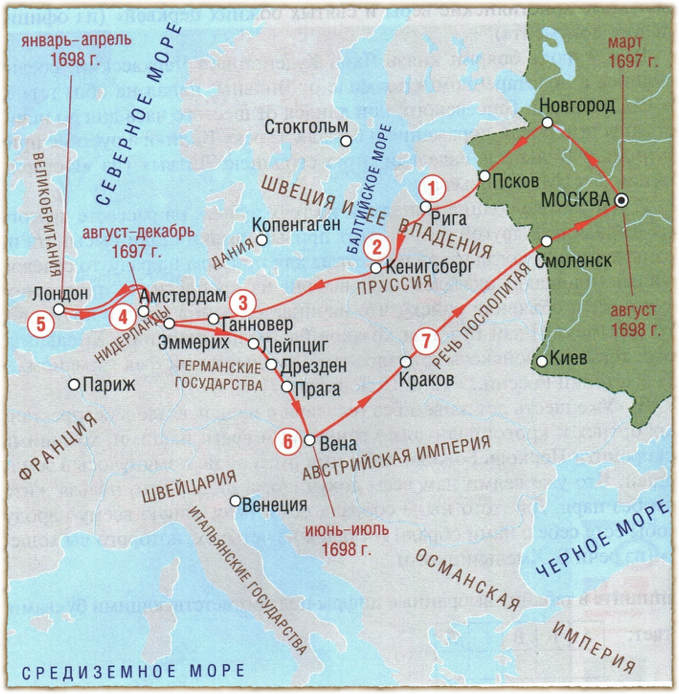 январь–апрель
1698 г.
март
1697 г.
СЕВЕРНОЕ МОРЕ
Новгород
Стокгольм
БАЛТИЙСКОЕ МОРЕ
ВЕЛИКОБРИТАНИЯ
Псков
МОСКВА
ШВЕЦИЯ И ЕЕ ВЛАДЕНИЯ
1
Рига
август–декабрь
1697 г.
Копенгаген
ДАНИЯ
2
Кенигсберг
ПРУССИЯ
Смоленск
РЕЧЬ ПОСПОЛИТАЯ
Лондон
5
4
Амстердам
3
НИДЕРЛАНДЫ
Ганновер
Эммерих
август
1698 г.
7
Лейпциг
ГЕРМАНСКИЕ
ГОСУДАРСТВА
Дрезден
Краков
Киев
Париж
Прага
ФРАНЦИЯ
6
Вена
АВСТРИЙСКАЯ ИМПЕРИЯ
ШВЕЙЦАРИЯ
Венеция
ИТАЛЬЯНСКИЕ ГОСУДАРСТВА
июнь–июль
1698 г.
ЧЕРНОЕ МОРЕ
ОСМАНСКАЯ ИМПЕРИЯ
СРЕДИЗЕМНОЕ МОРЕ